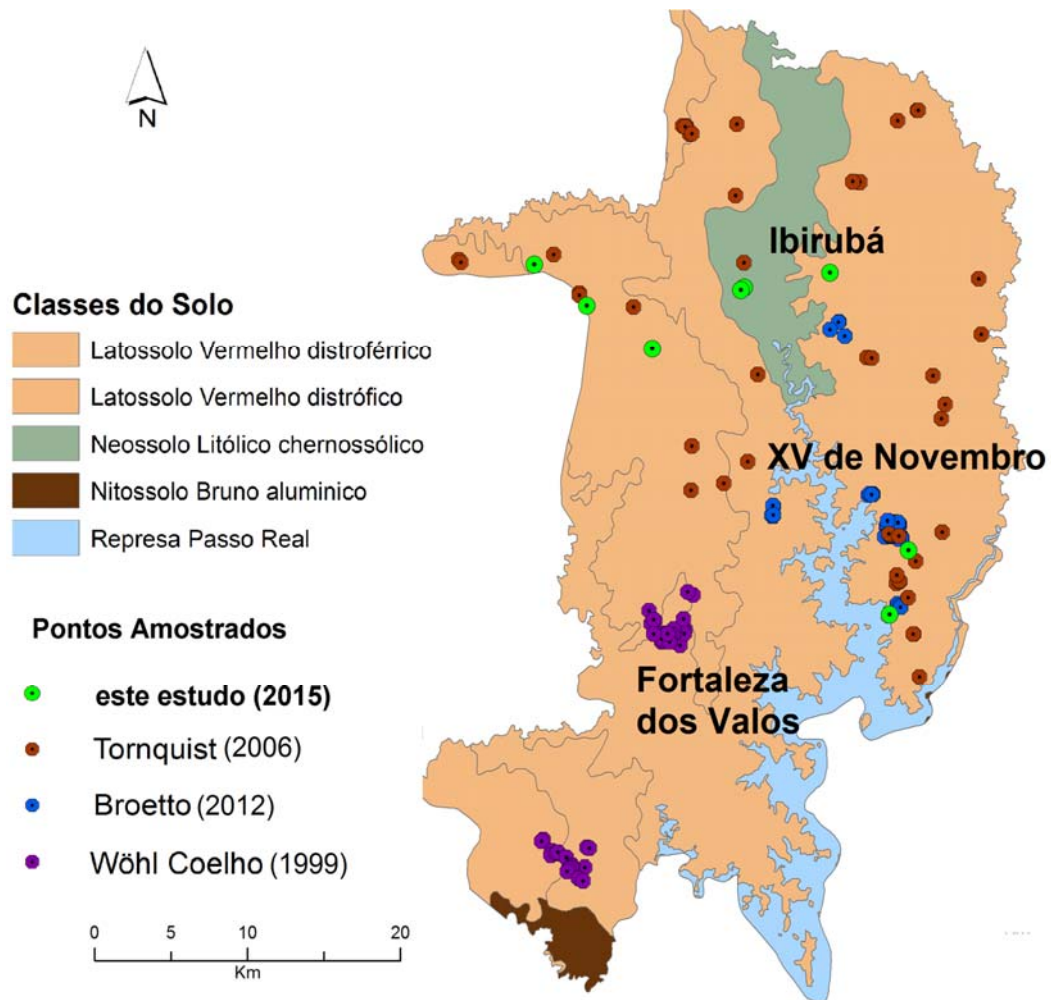 N
Ibirubá
Classes do Solo
Latossolo Vermelho distroférrico
Latossolo Vermelho distrófico
Neossolo Litólico chernossólico
Nitossolo Bruno aluminico
Represa Passo Real
XV de Novembro
Pontos Amostrados
este estudo (2015)
Tornquist (2006)
Broetto (2012)
Wöhl Coelho (1999)
Fortaleza
dos Valos
0 5 10 20
Km